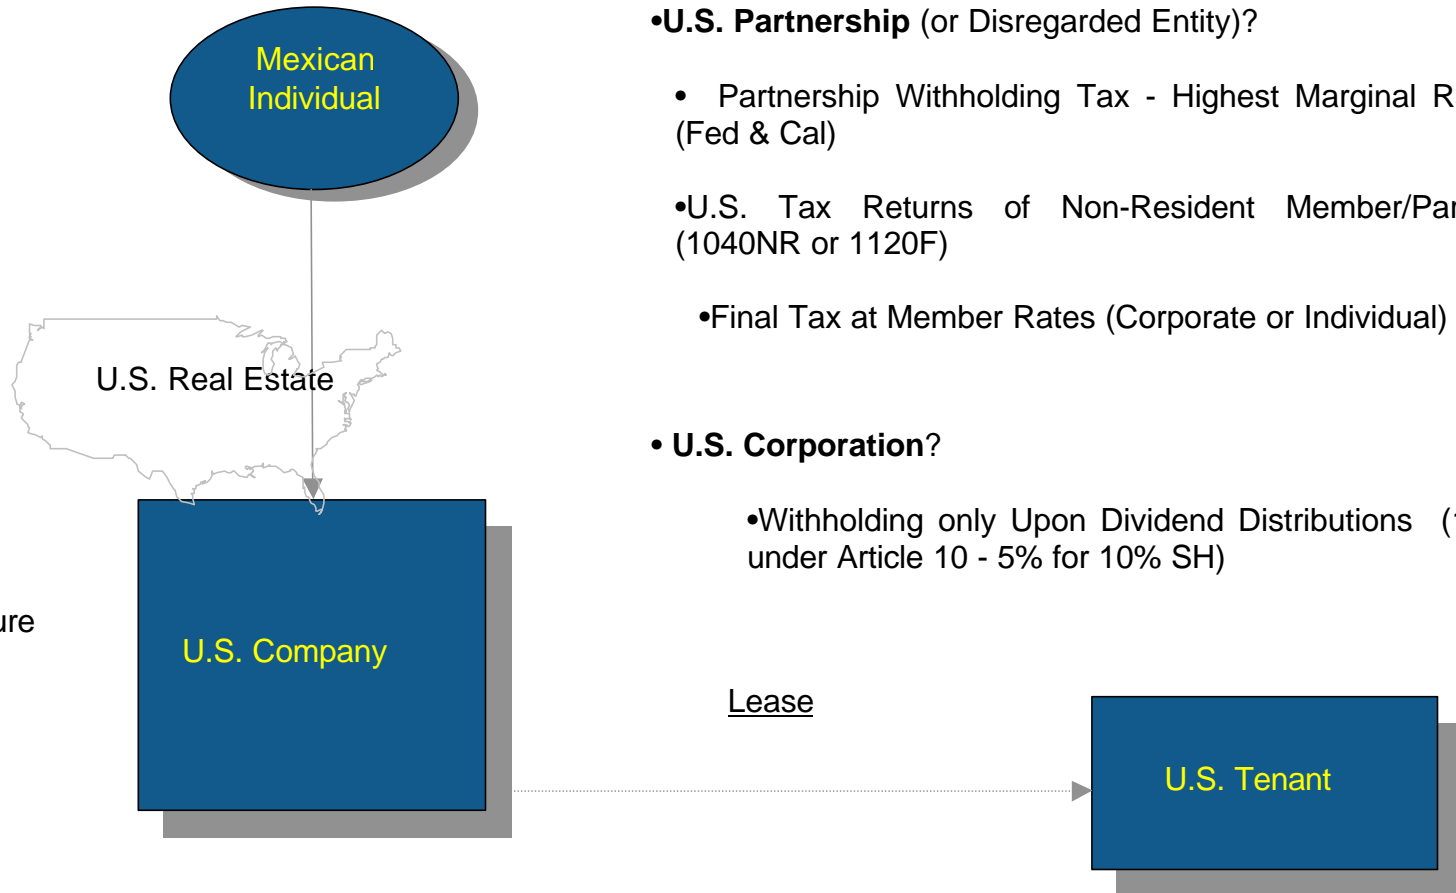 Mexican
Individual
•U.S. Partnership (or Disregarded Entity)?
• Partnership Withholding Tax - Highest Marginal R
(Fed & Cal)
•U.S. Tax Returns of Non-Resident Member/Par
(1040NR or 1120F)
•Final Tax at Member Rates (Corporate or Individual)
U.S. Real Estate
• U.S. Corporation?
•Withholding only Upon Dividend Distributions (
under Article 10 - 5% for 10% SH)
ure
U.S. Company
Lease
U.S. Tenant